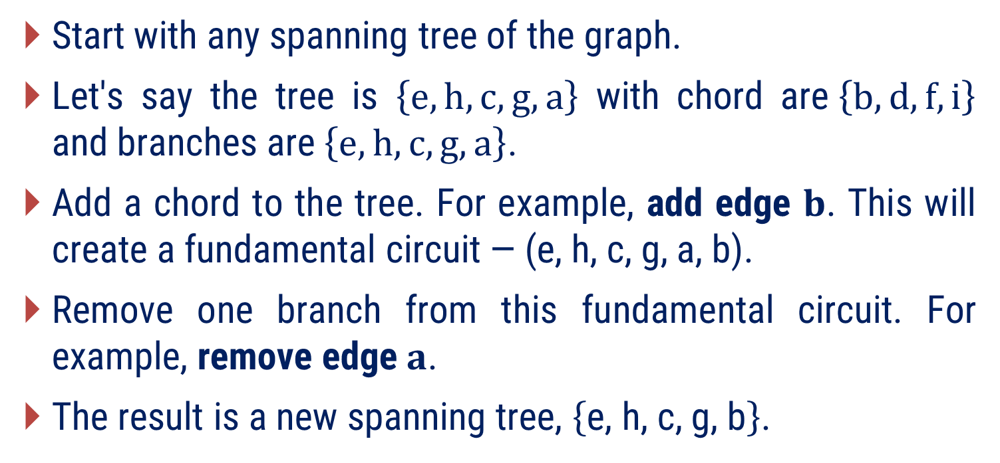 Start with any spanning tree of the graph.
Let's say the tree is {e, h, c, g, a} with chord are {b, d, f, i}
and branches are {e, h, c, g, a}.
Add a chord to the tree. For example, add edge b. This will
create a fundamental circuit – (e, h, c, g, a, b).
Remove one branch from this fundamental circuit. For
example, remove edge a.
The result is a new spanning tree, {e, h, c, g, b}.